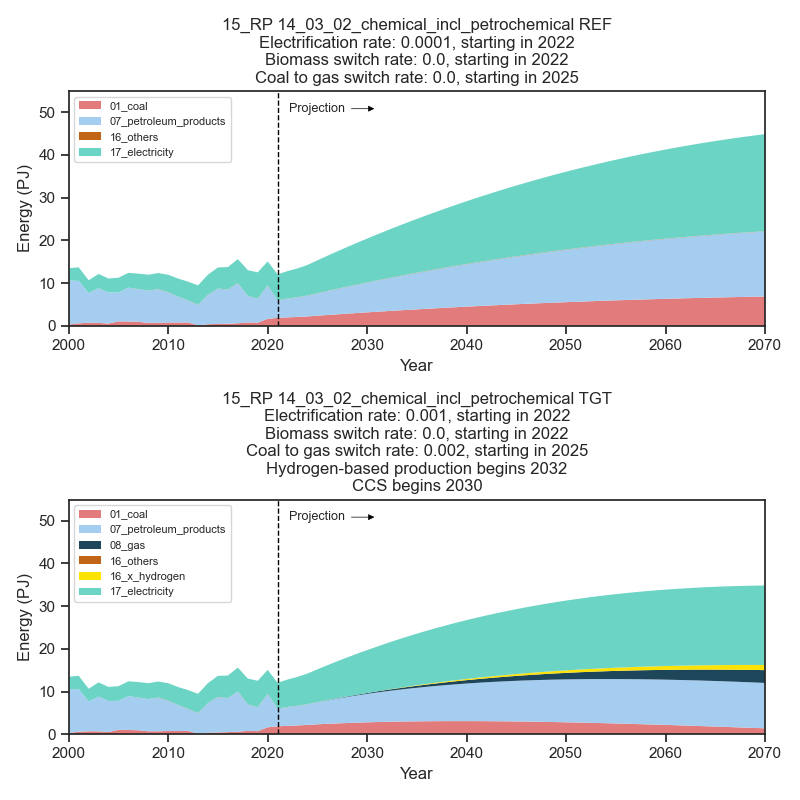 15_RP 14_03_02_chemical_incl_petrochemical REF
Electrification rate: 0.0001, starting in 2022
Biomass switch rate: 0.0, starting in 2022
Coal to gas switch rate: 0.0, starting in 2025
Energy (PJ)
50
40
30
20
10
0
01_coal
07_petroleum_products
16_others
17_electricity
Projection
2000 2010 2020 2030 2040 2050 2060 2070
Year
15_RP 14_03_02_chemical_incl_petrochemical TGT
Electrification rate: 0.001, starting in 2022
Biomass switch rate: 0.0, starting in 2022
Coal to gas switch rate: 0.002, starting in 2025
Hydrogen-based production begins 2032
CCS begins 2030
Energy (PJ)
50
40
30
20
10
0
01_coal
07_petroleum_products
08_gas
16_others
16_x_hydrogen
17_electricity
Projection
2000 2010 2020 2030 2040 2050 2060 2070
Year